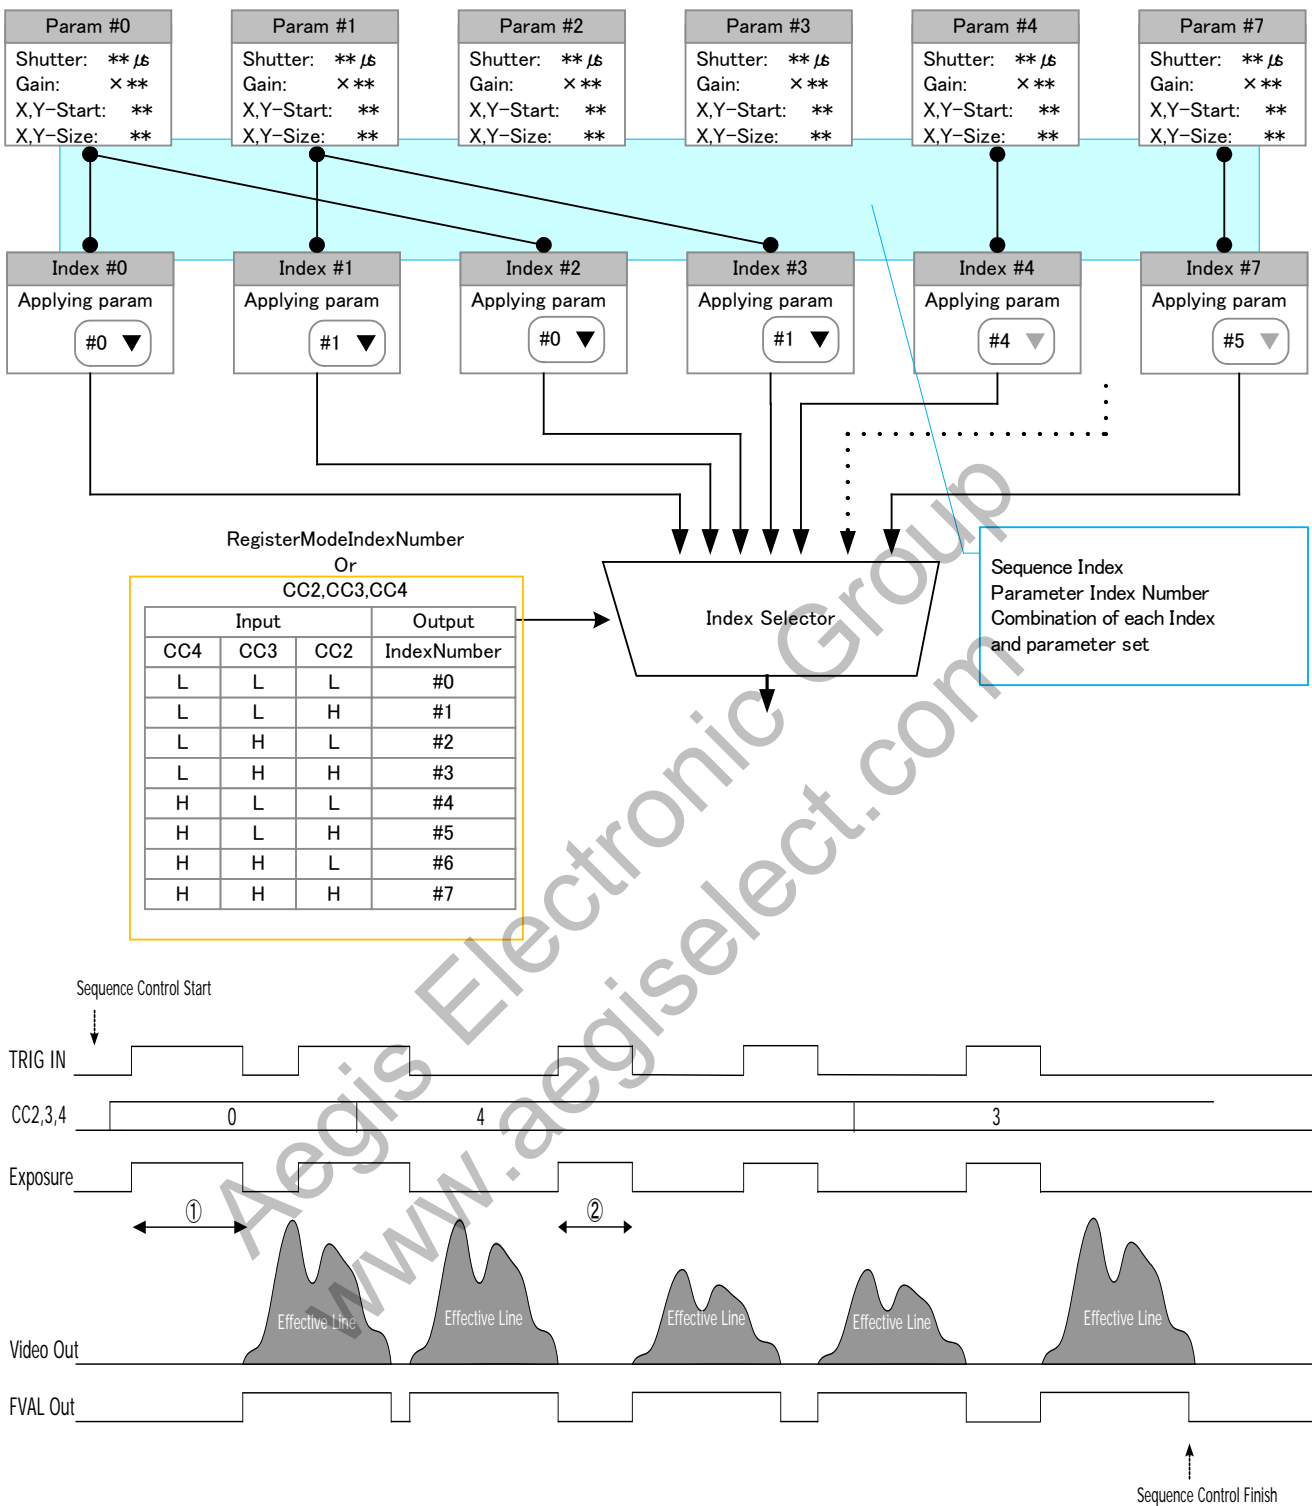 Param #0 Param #1 Param #2 Param #3 Param #4 Param #7
Shutter: ** μs Shutter: ** μs Shutter: ** μs Shutter: ** μs Shutter: ** μs Shutter: ** μs
Gain: ×** Gain: ×** Gain: ×** Gain: ×** Gain: ×** Gain: ×**
X,Y-Start: ** X,Y-Start: ** X,Y-Start: ** X,Y-Start: ** X,Y-Start: ** X,Y-Start: **
X,Y-Size: ** X,Y-Size: ** X,Y-Size: ** X,Y-Size: ** X,Y-Size: ** X,Y-Size: **
Index #0 Index #1 Index #2 Index #3 Index #4 Index #7
Applying param Applying param Applying param Applying param Applying param Applying param
#0 ▼ #1 ▼ #0 ▼ #1 ▼ #4 ▼ #5 ▼
RegisterModeIndexNumber
Or
CC2,CC3,CC4
Input Output
CC4 CC3 CC2 IndexNumber
L L L #0
L L H #1
L H L #2
L H H #3
H L L #4
H L H #5
H H L #6
H H H #7
Index Selector
Sequence Index
Parameter Index Number
Combination of each Index
and parameter set
Sequence Control Start
TRIG IN
CC2,3,4 0 4 3
Exposure
① ②
Effective Line Effective Line Effective Line Effective Line Effective Line
Video Out
FVAL Out
Sequence Control Finish
Aegis Electronic Group
www.aegiselect.com